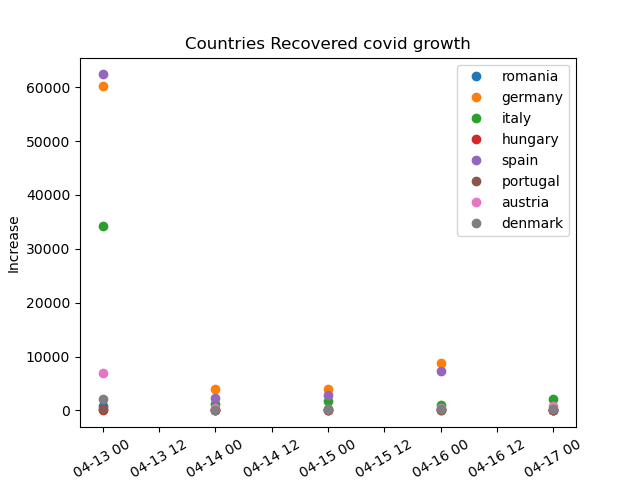 Countries Recovered covid growth
Increase
60000
50000
40000
30000
20000
10000
0
romania
germany
italy
hungary
spain
portugal
austria
denmark
04-13 00
04-13 12
04-14 00
04-14 12
04-15 00
04-15 12
04-16 00
04-16 12
04-17 00